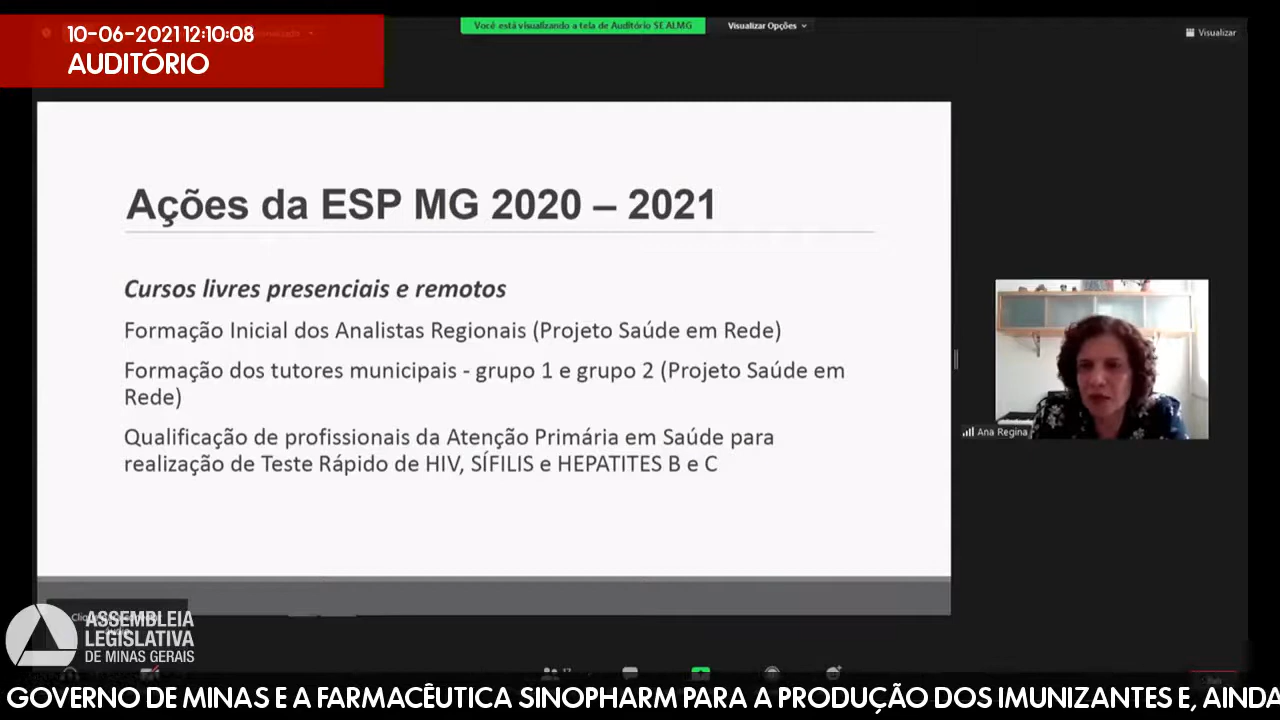 10-06-2021 12:10:08
AUDITÓRIO
Você está visualizando a tela de Auditório SE ALMG
Visualizar Opções
Visualizar
Ações da ESP MG 2020 – 2021
Cursos livres presenciais e remotos
Formação Inicial dos Analistas Regionais (Projeto Saúde em Rede)
Formação dos tutores municipais - grupo 1 e grupo 2 (Projeto Saúde em
Rede)
Qualificação de profissionais da Atenção Primária em Saúde para
realização de Teste Rápido de HIV, SÍFILIS e HEPATITES B e C
Ana Regina
ASSEMBLEIA
LEGISLATIVA
DE MINAS GERAIS
17
GOVERNO DE MINAS E A FARMACÊUTICA SINOPHARM PARA A PRODUÇÃO DOS IMUNIZANTES E, AINDA